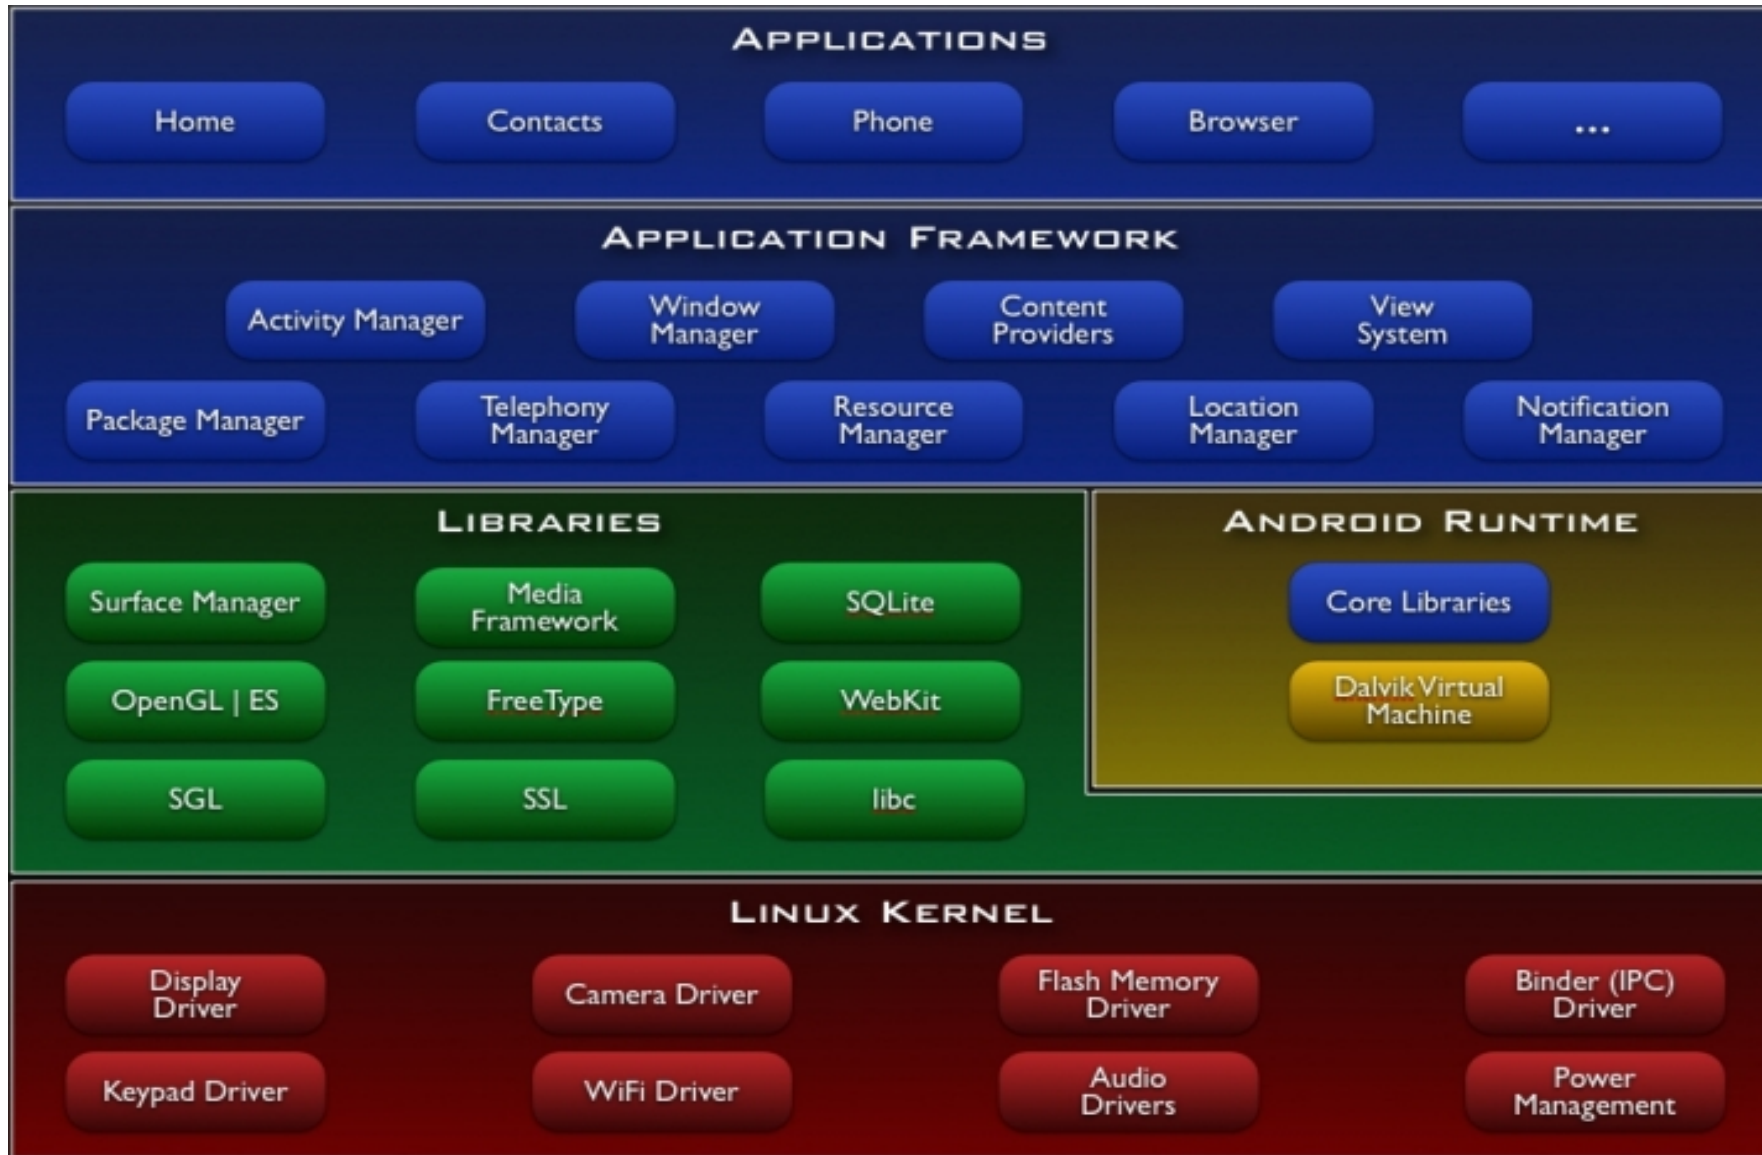 APPLICATIONS
Home
Contacts
Phone
Browser
...
APPLICATION FRAMEWORK
Activity Manager
Window
Manager
Content
Providers
View
System
Package Manager
Telephony
Manager
Resource
Manager
Location
Manager
Notification
Manager
LIBRARIES
Surface Manager
Media
Framework
SQLite
OpenGL | ES
FreeType
WebKit
SGL
SSL
libc
ANDROID RUNTIME
Core Libraries
Dalvik Virtual
Machine
LINUX KERNEL
Display
Driver
Camera Driver
Flash Memory
Driver
Binder (IPC)
Driver
Keypad Driver
WiFi Driver
Audio
Drivers
Power
Management